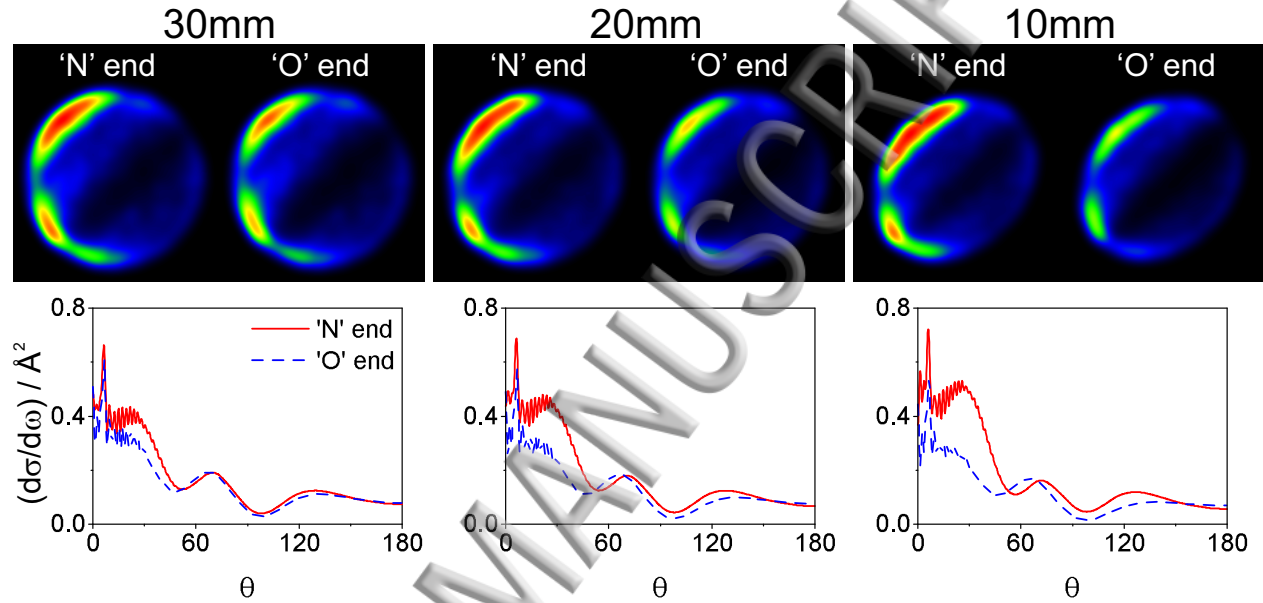 30mm 20mm 10mm
‘N’ end ‘O’ end ‘N’ end ‘O’ end ‘N’ end ‘O’ end
0.8 0.8 0.8
'N' end
'O' end
0.4 0.4 0.4
(dσ/dω) / Å²
0.0 0.0 0.0
0 60 120 180 0 60 120 180 0 60 120 180
θ θ θ
MANUSCRIP